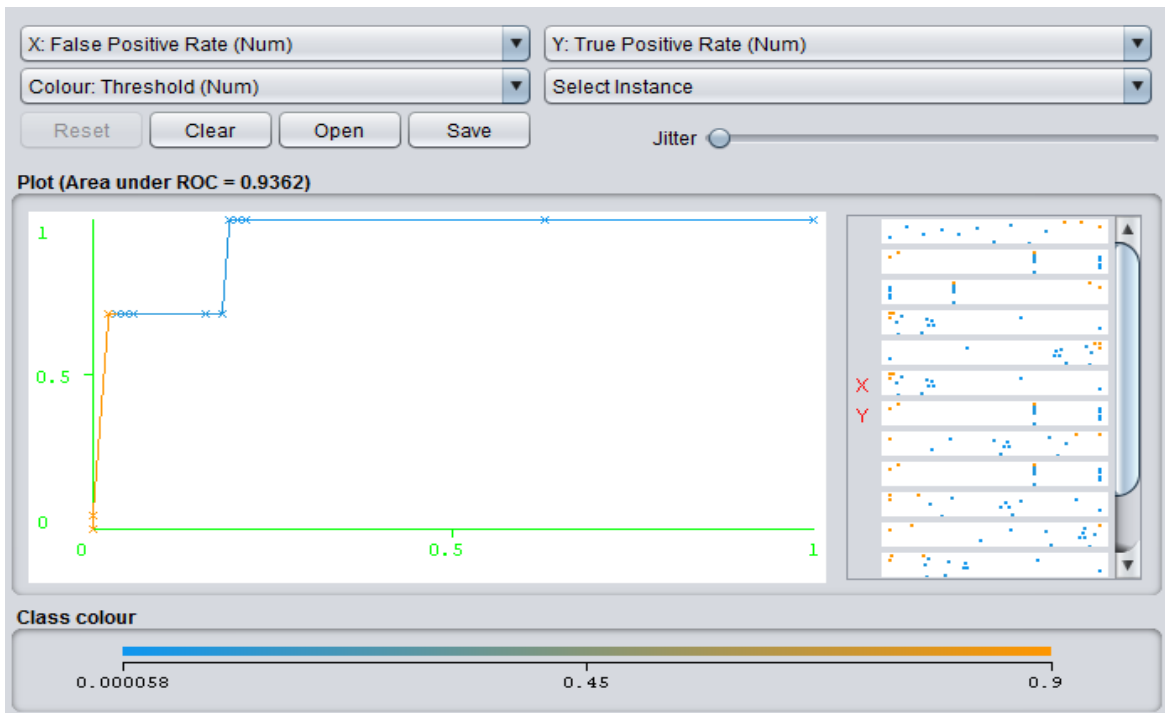 X: False Positive Rate (Num) Y: True Positive Rate (Num)
Colour: Threshold (Num) Select Instance
Reset Clear Open Save Jitter
Plot (Area under ROC = 0.9362)
1
0.5
0
0 0.5 1
X
Y
Class colour
0.000058 0.45 0.9